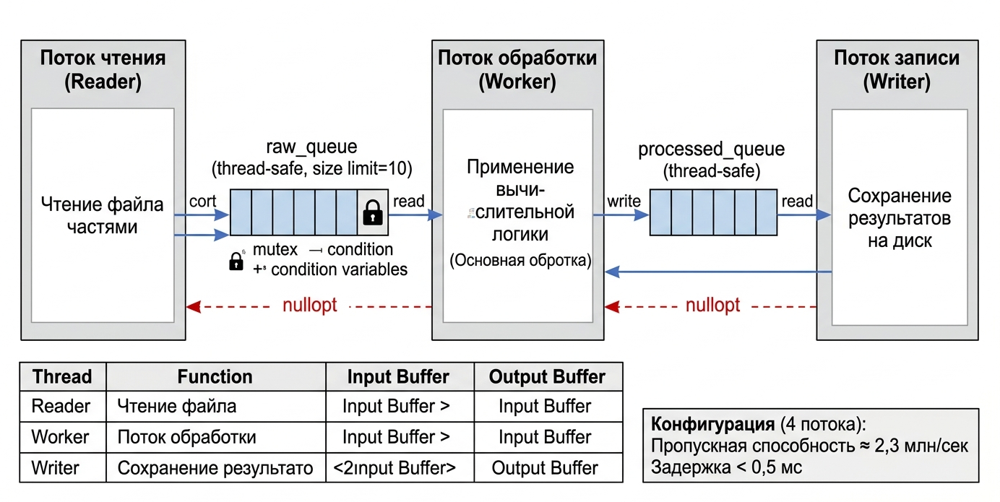 Поток чтения
(Reader)
Чтение файла
частями
cort
raw_queue
(thread-safe, size limit=10)
mutex → condition
+ condition variables
read
Поток обработки
(Worker)
Применение
вычи-
слительной
логики
(Основная обротка)
write
processed_queue
(thread-safe)
read
Поток записи
(Writer)
Сохранение
результатов
на диск
nullopt
nullopt
Thread Function Input Buffer Output Buffer
Reader Чтение файла Input Buffer > Input Buffer
Worker Поток обработки Input Buffer > Input Buffer
Writer Сохранение результато <2ınput Buffer> Output Buffer
Конфигурация (4 потока):
Пропускная способность ≈ 2,3 млн/сек
Задержка < 0,5 мс